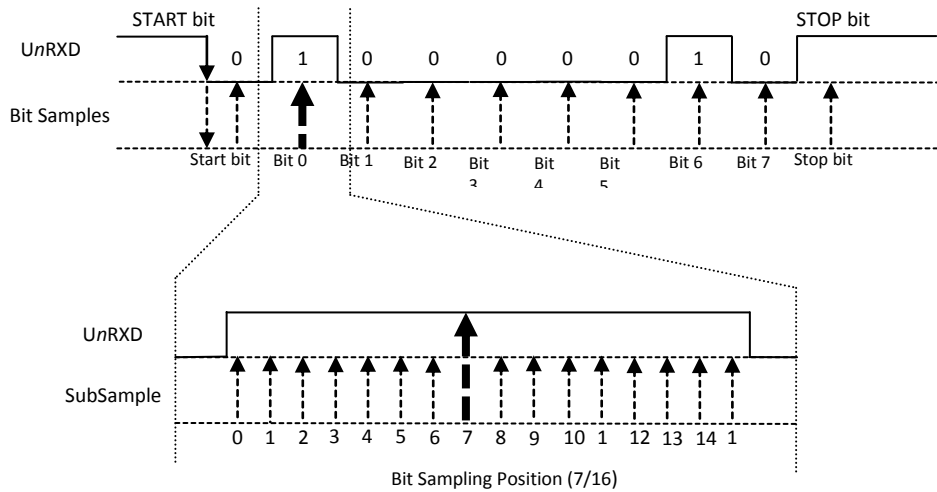 START bit STOP bit
UnRXD 0 1 0 0 0 0 0 1 0
Bit Samples
Start bit Bit 0 Bit 1 Bit 2 Bit Bit Bit Bit 6 Bit 7 Stop bit
UnRXD
SubSample
0 1 2 3 4 5 6 7 8 9 10 1 12 13 14 1
Bit Sampling Position (7/16)